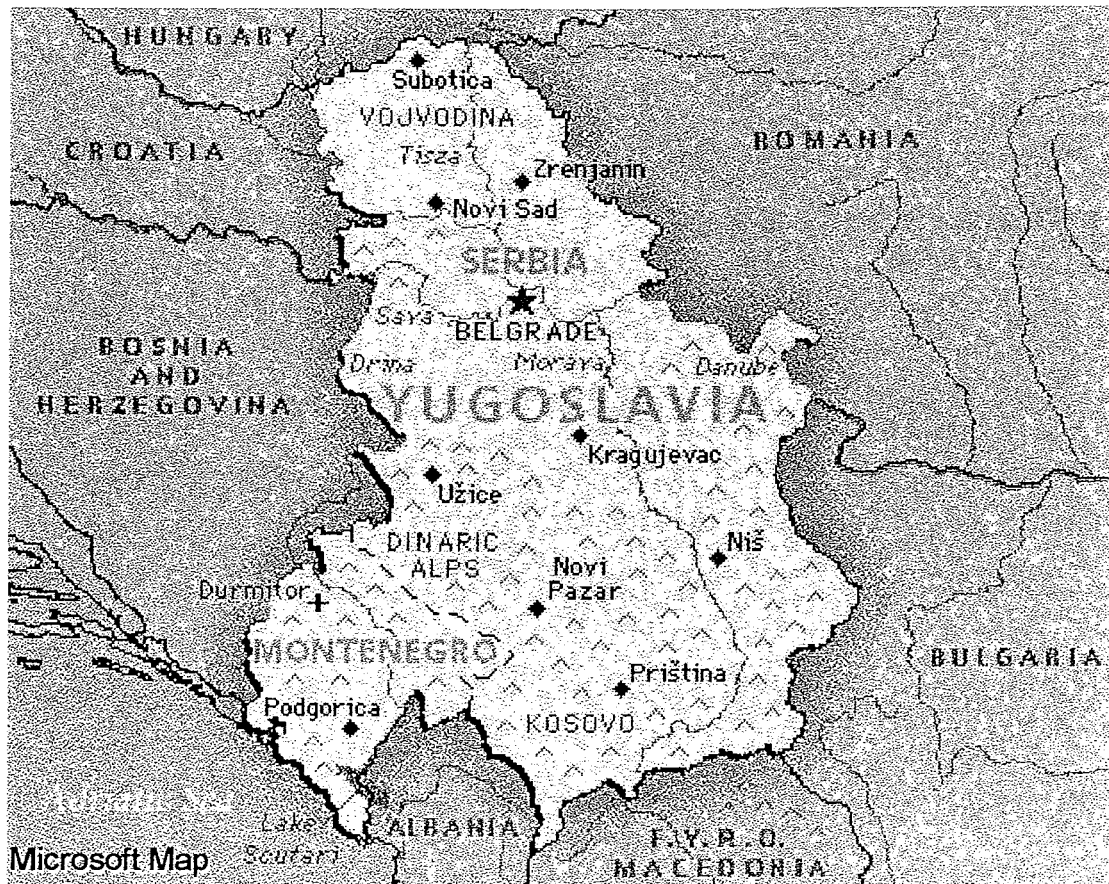 HUNGARY
Subotica
VOJVODINA
CROATIA
Tisza
ROMANIA
Zrenjanin
Novi Sad
SERBIA
Sava
BELGRADE
BOSNIA
AND
HERZEGOVINA
Drina
Morava
Danube
YUGOSLAVIA
Kragujevac
Užice
DINARIC
ALPS
Niš
Novi
Pazar
Durmitor
MONTENEGRO
BULGARIA
Priština
Podgorica
KOSOVO
Adriatic Sea
Lake
Scutari
ALBANIA
F.Y.R.O.
MACEDONIA
Microsoft Map